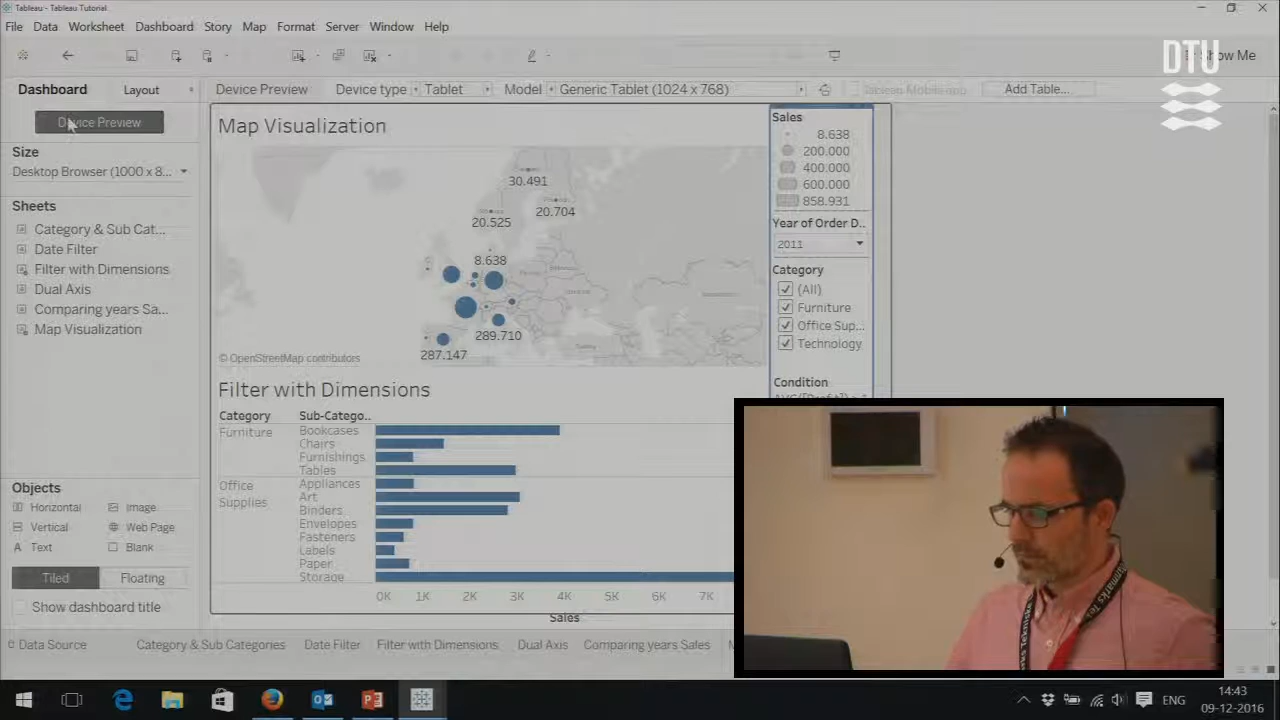 Tableau - Tableau Tutorial
File Data Worksheet Dashboard Story Map Format Server Window Help
Show Me
DTU
Dashboard Layout
Device Preview Device type Tablet Model Generic Tablet (1024 x 768) Tableau Mobile app Add Table...
Device Preview
Size
Desktop Browser (1000 x 8...
Sheets
Category & Sub Cat...
Date Filter
Filter with Dimensions
Dual Axis
Comparing years Sa...
Map Visualization
Objects
Horizontal Image
Vertical Web Page
Text Blank
Tiled Floating
Show dashboard title
Map Visualization
30.491
20.704
20.525
8.638
289.710
287.147
© OpenStreetMap contributors
Sales
8.638
200.000
400.000
600.000
858.931
Year of Order D..
2011
Category
(All)
Furniture
Office Sup...
Technology
Condition
Filter with Dimensions
Category Sub-Catego..
Furniture Bookcases
Chairs
Furnishings
Tables
Office Supplies Appliances
Art
Binders
Envelopes
Fasteners
Labels
Paper
Storage
0K 1K 2K 3K 4K 5K 6K 7K
Sales
Data Source Category & Sub Categories Date Filter Filter with Dimensions Dual Axis Comparing years Sales
ENG
14:43
09-12-2016